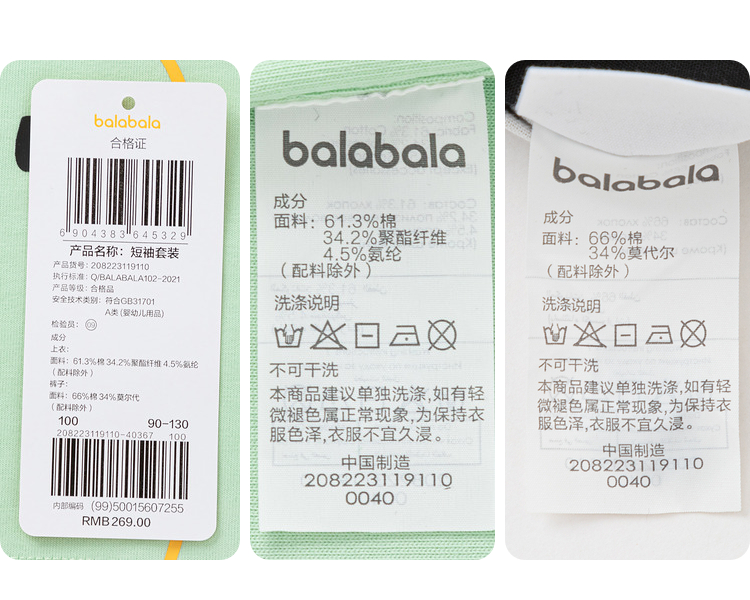 balabala
合格证
6 904383 645329
产品名称: 短袖套装
产品货号: 208223119110
执行标准: Q/BALABALA102-2021
产品等级: 合格品
安全技术类别: 符合GB31701
A类 (婴幼儿用品)
检验员: 09
成分
上衣:
面料: 61.3%棉 34.2%聚酯纤维 4.5%氨纶
(配料除外)
裤子:
面料: 66%棉 34%莫尔代
(配料除外)
100 90-130
208223119110-40367 100
内部编码 (99)50015607255
RMB269.00
balabala
成分
面料: 61.3%棉
34.2%聚酯纤维
4.5%氨纶
(配料除外)
洗涤说明
不可干洗
本商品建议单独洗涤,如有轻
微褪色属正常现象,为保持衣
服色泽,衣服不宜久浸。
中国制造
208223119110
0040
balabala
成分
面料: 66%棉
34%莫代尔
(配料除外)
洗涤说明
不可干洗
本商品建议单独洗涤,如有轻
微褪色属正常现象,为保持衣
服色泽,衣服不宜久浸。
中国制造
208223119110
0040